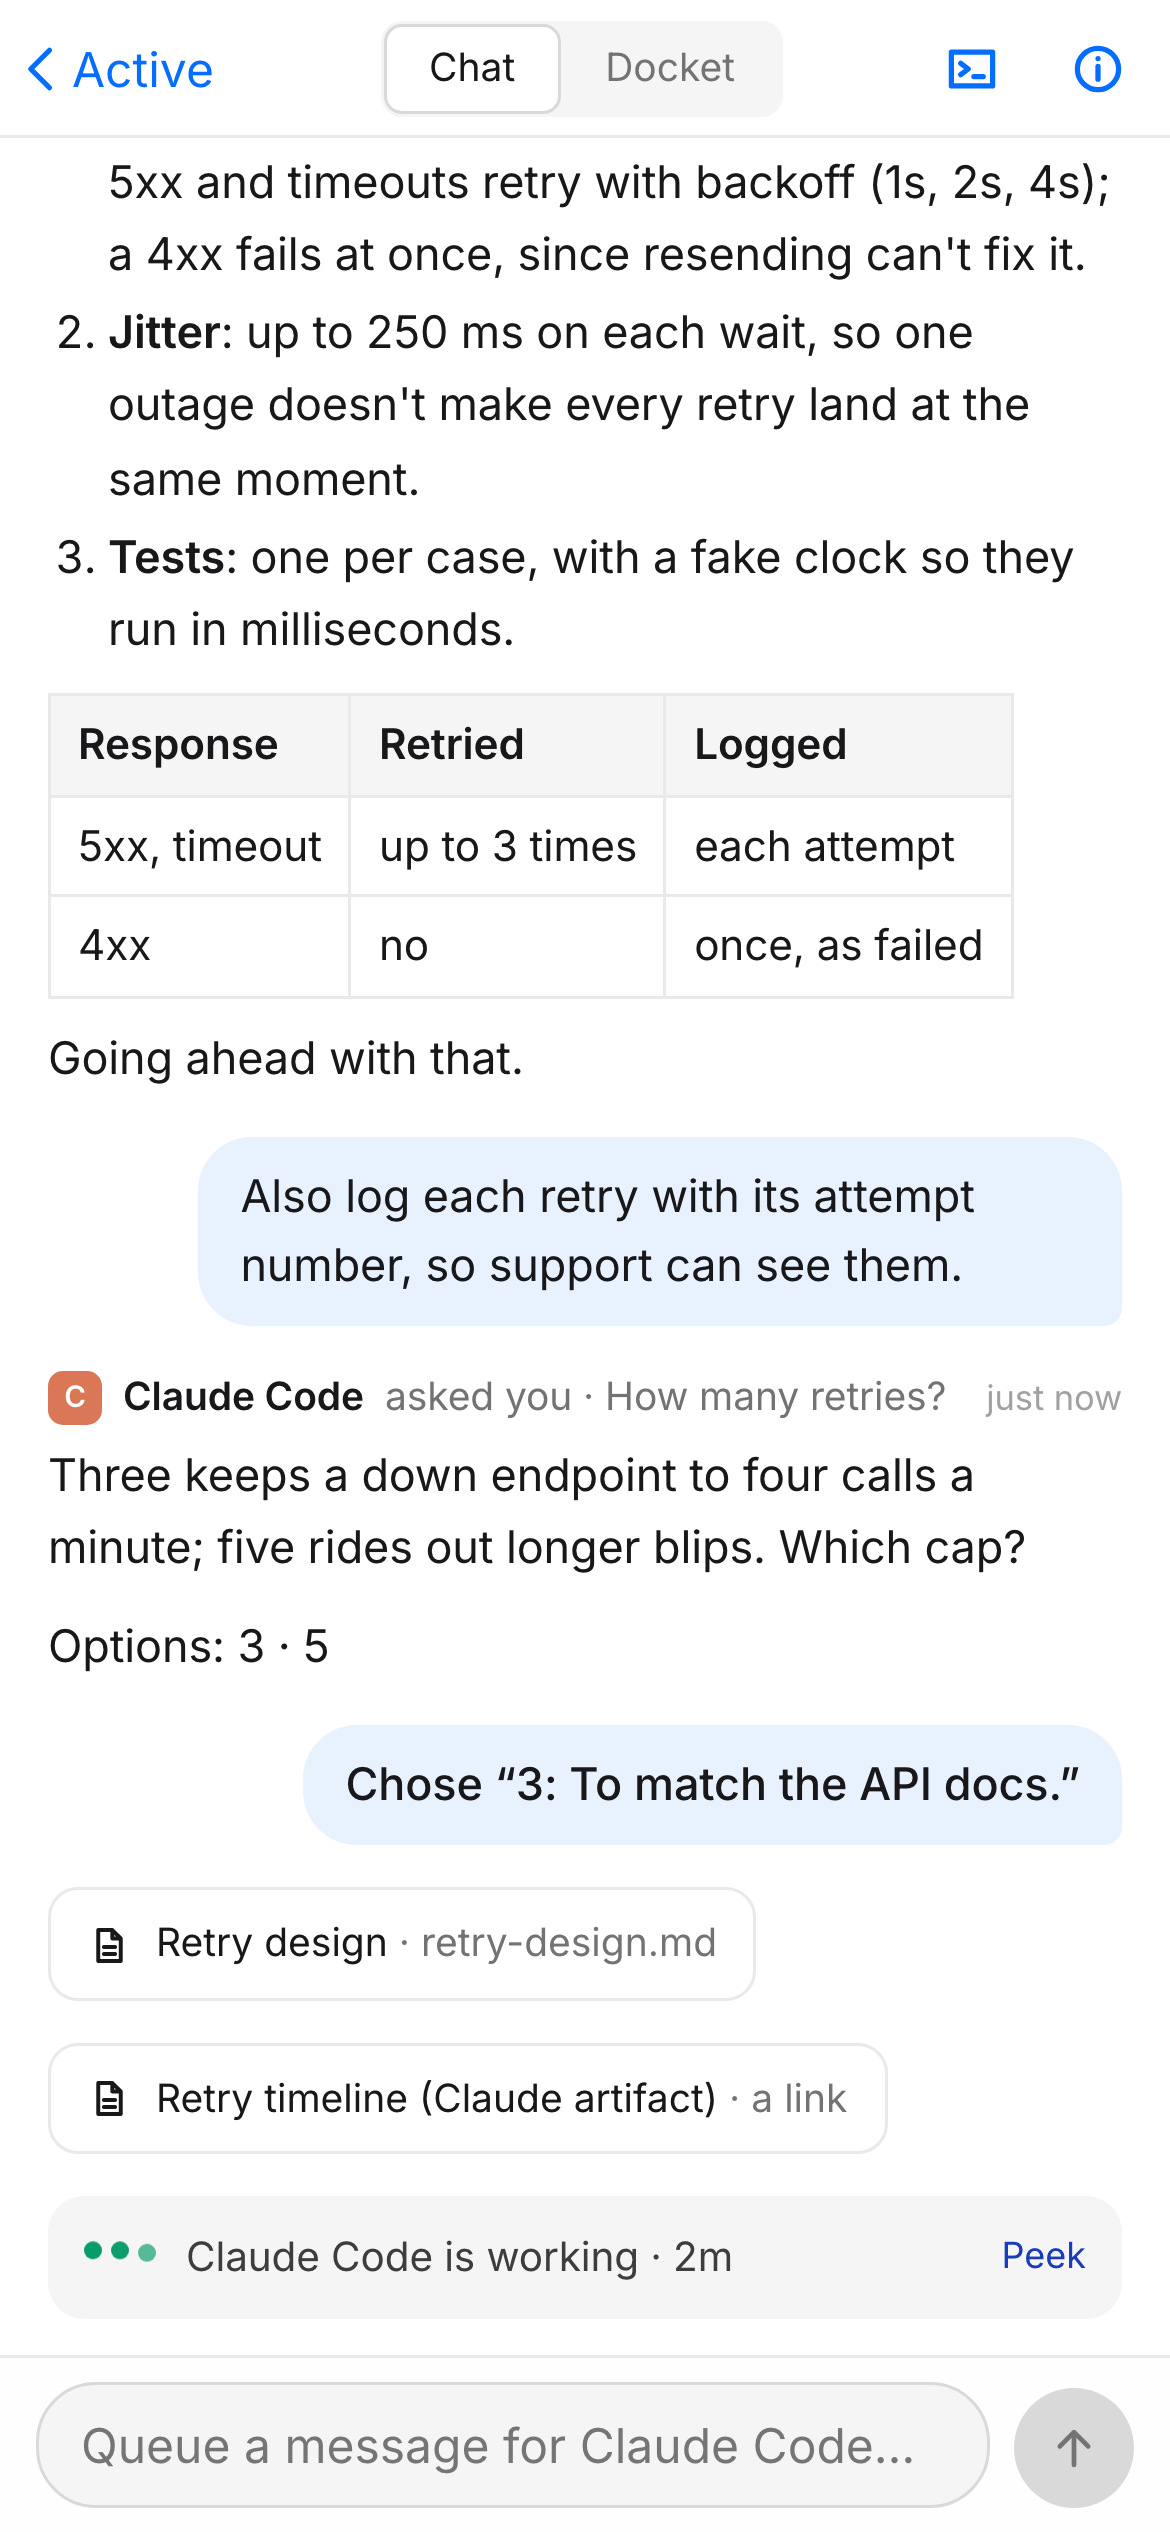 Active
Chat
Docket
5xx and timeouts retry with backoff (1s, 2s, 4s);
a 4xx fails at once, since resending can't fix it.
2. Jitter: up to 250 ms on each wait, so one
outage doesn't make every retry land at the
same moment.
3. Tests: one per case, with a fake clock so they
run in milliseconds.
Response Retried Logged
5xx, timeout up to 3 times each attempt
4xx no once, as failed
Going ahead with that.
Also log each retry with its attempt
number, so support can see them.
C Claude Code asked you · How many retries? just now
Three keeps a down endpoint to four calls a
minute; five rides out longer blips. Which cap?
Options: 3 · 5
Chose “3: To match the API docs.”
Retry design · retry-design.md
Retry timeline (Claude artifact) · a link
Claude Code is working · 2m Peek
Queue a message for Claude Code...